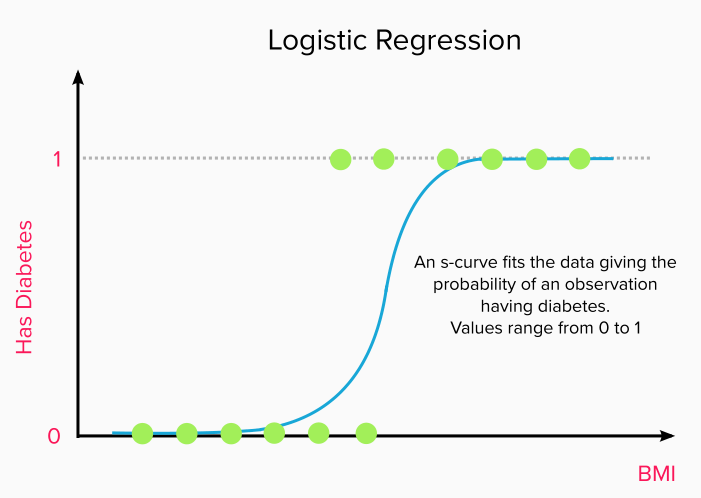 Logistic Regression
1
Has Diabetes
An s-curve fits the data giving the
probability of an observation
having diabetes.
Values range from 0 to 1
0
BMI